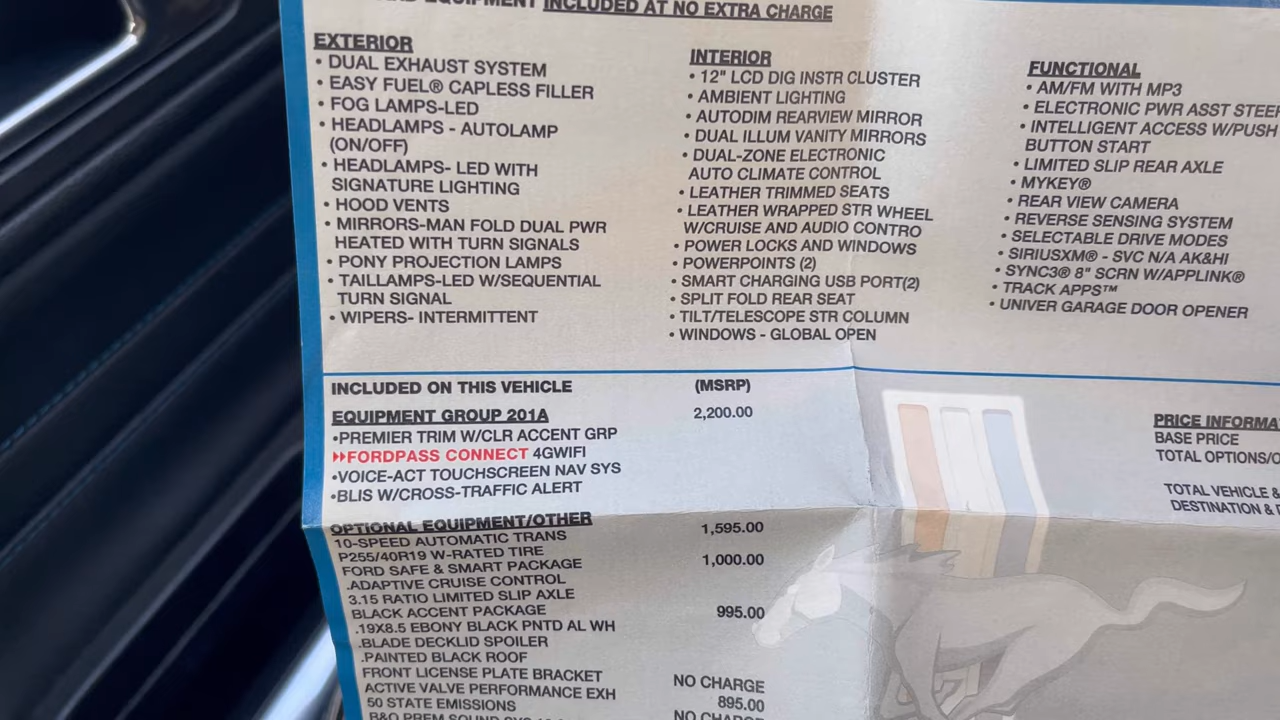 EQUIPMENT INCLUDED AT NO EXTRA CHARGE
EXTERIOR
• DUAL EXHAUST SYSTEM
• EASY FUEL® CAPLESS FILLER
• FOG LAMPS-LED
• HEADLAMPS - AUTOLAMP
(ON/OFF)
• HEADLAMPS- LED WITH
SIGNATURE LIGHTING
• HOOD VENTS
• MIRRORS-MAN FOLD DUAL PWR
HEATED WITH TURN SIGNALS
• PONY PROJECTION LAMPS
• TAILLAMPS-LED W/SEQUENTIAL
TURN SIGNAL
• WIPERS- INTERMITTENT
INTERIOR
• 12" LCD DIG INSTR CLUSTER
• AMBIENT LIGHTING
• AUTODIM REARVIEW MIRROR
• DUAL ILLUM VANITY MIRRORS
• DUAL-ZONE ELECTRONIC
AUTO CLIMATE CONTROL
• LEATHER TRIMMED SEATS
• LEATHER WRAPPED STR WHEEL
W/CRUISE AND AUDIO CONTRO
• POWER LOCKS AND WINDOWS
• POWERPOINTS (2)
• SMART CHARGING USB PORT(2)
• SPLIT FOLD REAR SEAT
• TILT/TELESCOPE STR COLUMN
• WINDOWS - GLOBAL OPEN
FUNCTIONAL
• AM/FM WITH MP3
• ELECTRONIC PWR ASST STEER
• INTELLIGENT ACCESS W/PUSH
BUTTON START
• LIMITED SLIP REAR AXLE
• MYKEY®
• REAR VIEW CAMERA
• REVERSE SENSING SYSTEM
• SELECTABLE DRIVE MODES
• SIRIUSXM® - SVC N/A AK&HI
• SYNC3® 8" SCRN W/APPLINK®
• TRACK APPS™
• UNIVER GARAGE DOOR OPENER
INCLUDED ON THIS VEHICLE (MSRP)
EQUIPMENT GROUP 201A 2,200.00
•PREMIER TRIM W/CLR ACCENT GRP
FORDPASS CONNECT 4GWIFI
•VOICE-ACT TOUCHSCREEN NAV SYS
•BLIS W/CROSS-TRAFFIC ALERT
OPTIONAL EQUIPMENT/OTHER
10-SPEED AUTOMATIC TRANS 1,595.00
P255/40R19 W-RATED TIRE
FORD SAFE & SMART PACKAGE 1,000.00
.ADAPTIVE CRUISE CONTROL
3.15 RATIO LIMITED SLIP AXLE
BLACK ACCENT PACKAGE 995.00
.19X8.5 EBONY BLACK PNTD AL WH
.BLADE DECKLID SPOILER
.PAINTED BLACK ROOF
FRONT LICENSE PLATE BRACKET NO CHARGE
ACTIVE VALVE PERFORMANCE EXH 895.00
50 STATE EMISSIONS NO CHARGE
B&O PREM SOUND SYS
PRICE INFORMA
BASE PRICE
TOTAL OPTIONS/O
TOTAL VEHICLE &
DESTINATION &